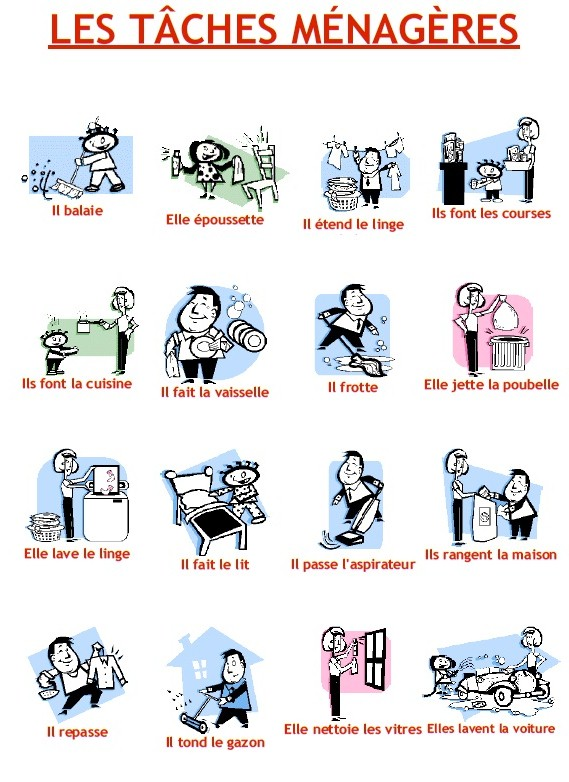 LES TÂCHES MÉNAGÈRES
Il balaie
Elle époussette
Il étend le linge
Ils font les courses
Ils font la cuisine
Il fait la vaisselle
Il frotte
Elle jette la poubelle
Elle lave le linge
Il fait le lit
Il passe l'aspirateur
Ils rangent la maison
Il repasse
Il tond le gazon
Elle nettoie les vitres
Elles lavent la voiture